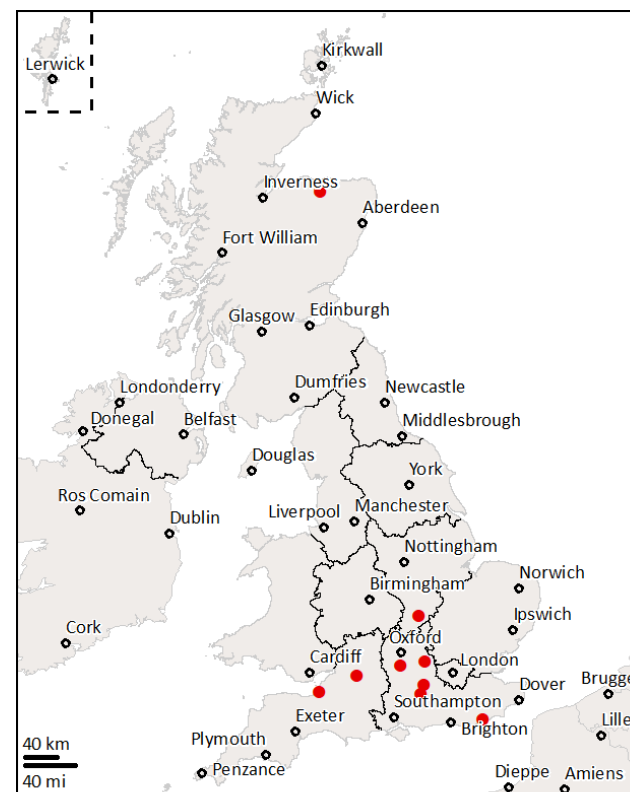 Lerwick
Kirkwall
Wick
Inverness
Aberdeen
Fort William
Glasgow
Edinburgh
Dumfries
Londonderry
Newcastle
Donegal
Belfast
Middlesbrough
Douglas
York
Ros Comain
Dublin
Liverpool
Manchester
Nottingham
Birmingham
Norwich
Cork
Ipswich
Oxford
Cardiff
London
Dover
Brugge
Southampton
Exeter
Brighton
Lille
Plymouth
Penzance
40 km
40 mi
Dieppe
Amiens